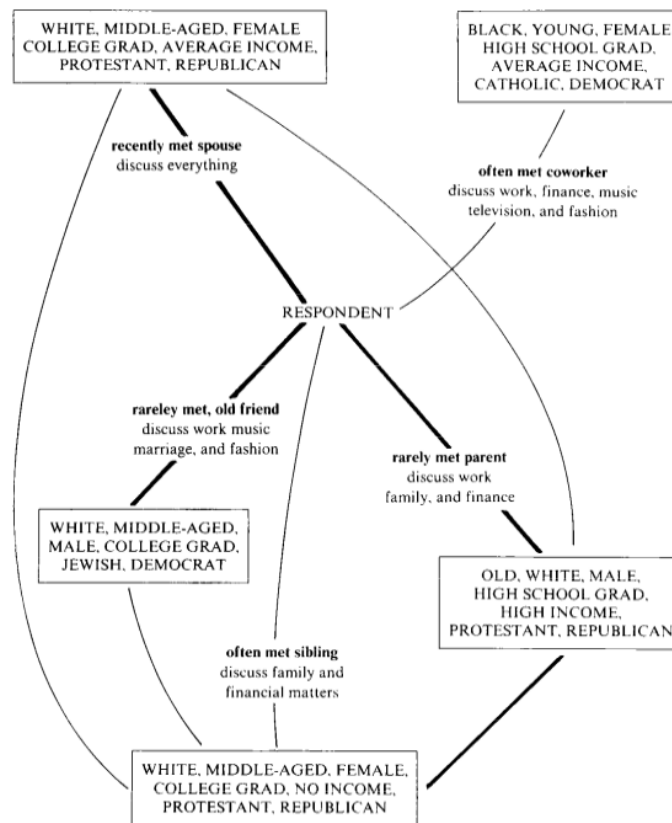 WHITE, MIDDLE-AGED, FEMALE
COLLEGE GRAD, AVERAGE INCOME,
PROTESTANT, REPUBLICAN
BLACK, YOUNG, FEMALE
HIGH SCHOOL GRAD,
AVERAGE INCOME,
CATHOLIC, DEMOCRAT
recently met spouse
discuss everything
often met coworker
discuss work, finance, music
television, and fashion
RESPONDENT
rareley met, old friend
discuss work music
marriage, and fashion
rarely met parent
discuss work
family, and finance
WHITE, MIDDLE-AGED,
MALE, COLLEGE GRAD,
JEWISH, DEMOCRAT
OLD, WHITE, MALE,
HIGH SCHOOL GRAD,
HIGH INCOME,
PROTESTANT, REPUBLICAN
often met sibling
discuss family and
financial matters
WHITE, MIDDLE-AGED, FEMALE,
COLLEGE GRAD, NO INCOME,
PROTESTANT, REPUBLICAN